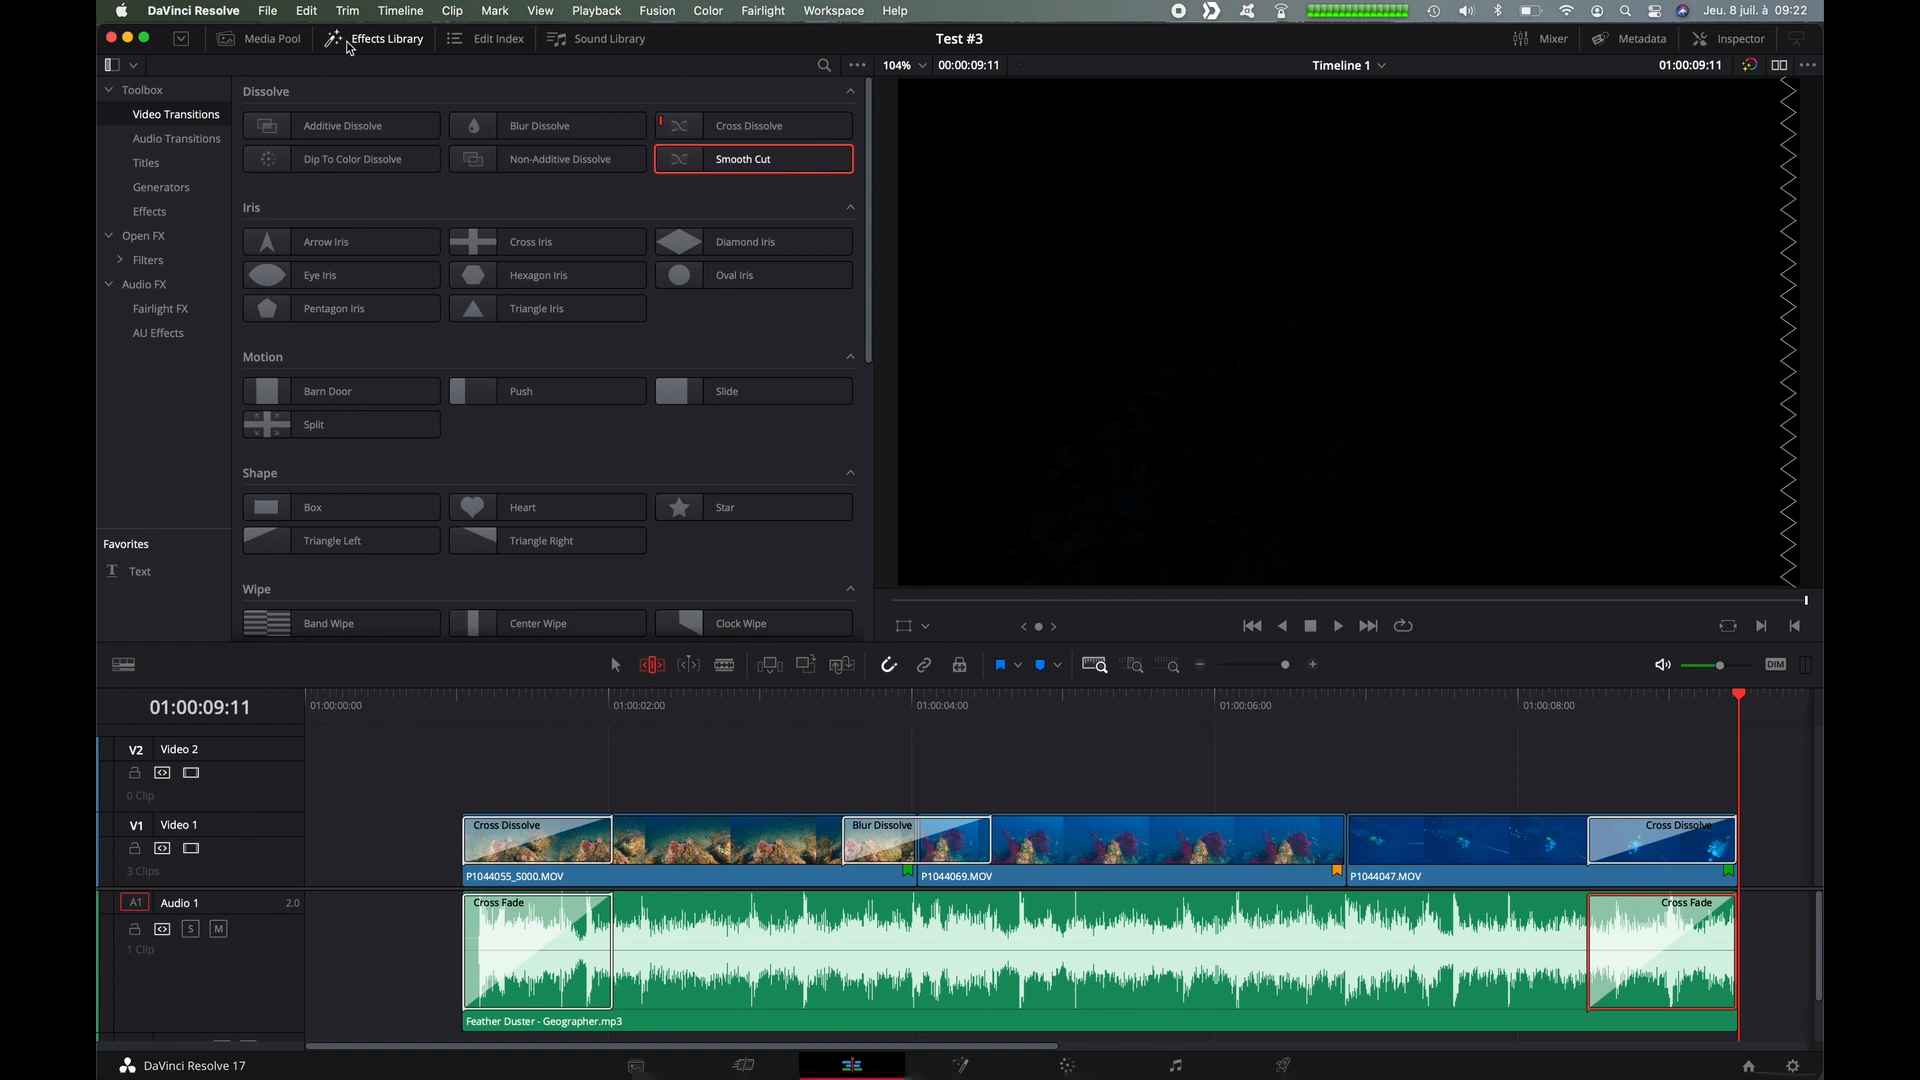 DaVinci Resolve File Edit Trim Timeline Clip Mark View Playback Fusion Color Fairlight Workspace Help Jeu. 8 juil. à 09:22
Media Pool Effects Library Edit Index Sound Library Test #3 Mixer Metadata Inspector
104% 00:00:09:11 Timeline 1 01:00:09:11
Toolbox
Video Transitions
Audio Transitions
Titles
Generators
Effects
Open FX
Filters
Audio FX
Fairlight FX
AU Effects
Favorites
T Text
Dissolve
Additive Dissolve Blur Dissolve Cross Dissolve
Dip To Color Dissolve Non-Additive Dissolve Smooth Cut
Iris
Arrow Iris Cross Iris Diamond Iris
Eye Iris Hexagon Iris Oval Iris
Pentagon Iris Triangle Iris
Motion
Barn Door Push Slide
Split
Shape
Box Heart Star
Triangle Left Triangle Right
Wipe
Band Wipe Center Wipe Clock Wipe
DIM
01:00:09:11 01:00:00:00 01:00:02:00 01:00:04:00 01:00:06:00 01:00:08:00
V2 Video 2
0 Clip
V1 Video 1
3 Clips
Cross Dissolve Blur Dissolve Cross Dissolve
P1044055_S000.MOV P1044069.MOV P1044047.MOV
A1 Audio 1 2.0
S M
1 Clip
Cross Fade Cross Fade
Feather Duster - Geographer.mp3
DaVinci Resolve 17